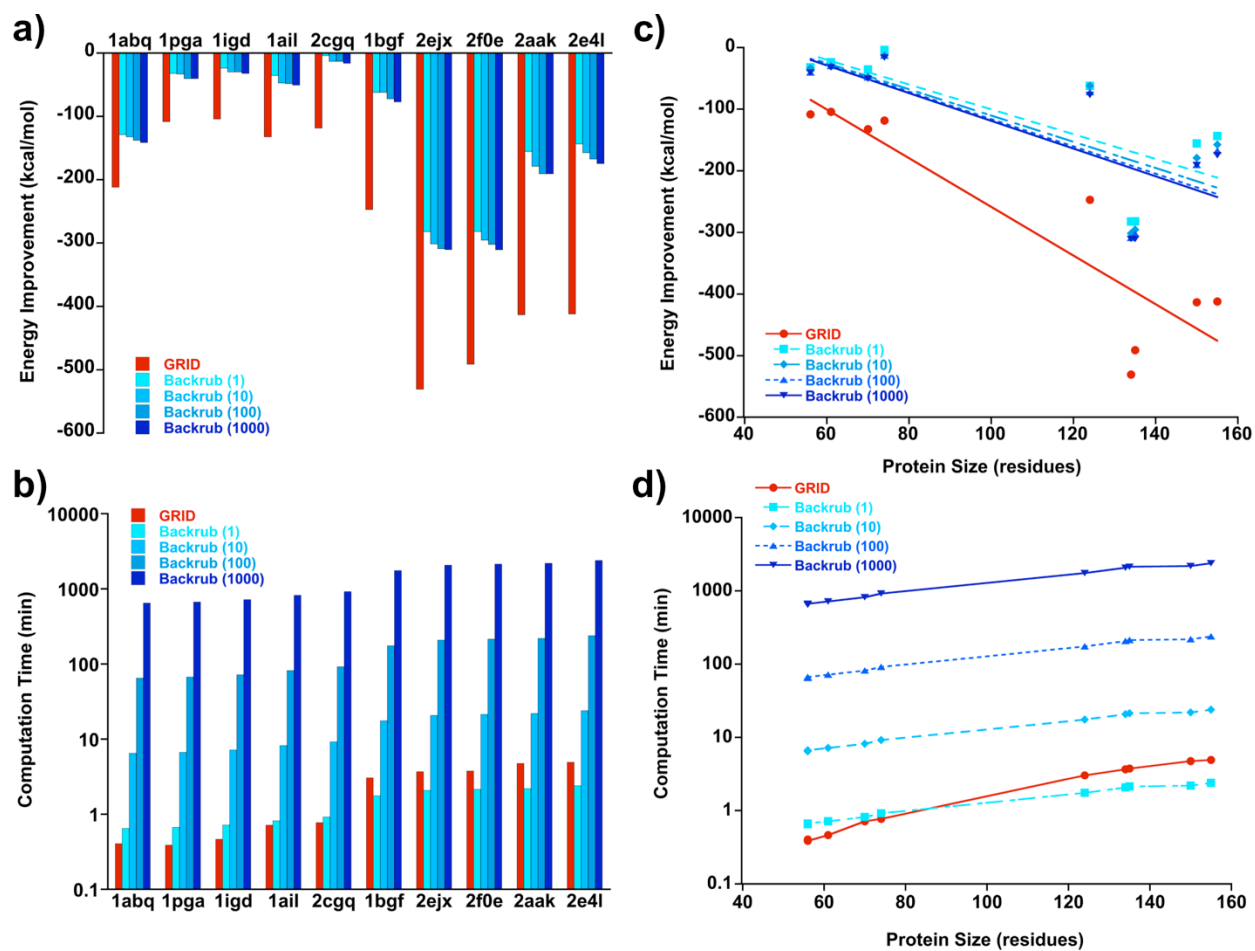 a)
1abq 1pga 1igd 1ail 2cgq 1bgf 2ejx 2f0e 2aak 2e4l
0
-100
-200
-300
-400
-500
-600
Energy Improvement (kcal/mol)
GRID
Backrub (1)
Backrub (10)
Backrub (100)
Backrub (1000)
c)
0
-100
-200
-300
-400
-500
-600
Energy Improvement (kcal/mol)
GRID
Backrub (1)
Backrub (10)
Backrub (100)
Backrub (1000)
40 60 80 100 120 140 160
Protein Size (residues)
b)
10000
1000
100
10
1
0.1
Computation Time (min)
GRID
Backrub (1)
Backrub (10)
Backrub (100)
Backrub (1000)
1abq 1pga 1igd 1ail 2cgq 1bgf 2ejx 2f0e 2aak 2e4l
d)
GRID
Backrub (1)
Backrub (10)
Backrub (100)
Backrub (1000)
10000
1000
100
10
1
0.1
Computation Time (min)
40 60 80 100 120 140 160
Protein Size (residues)